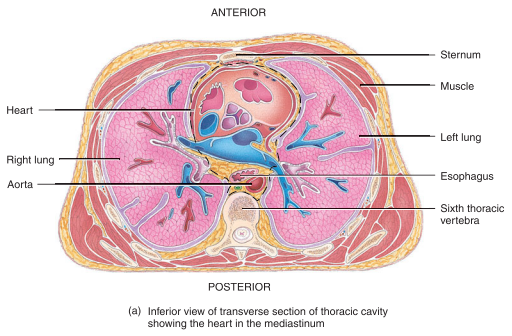 ANTERIOR
Sternum
Muscle
Heart
Left lung
Right lung
Esophagus
Aorta
Sixth thoracic
vertebra
POSTERIOR
(a) Inferior view of transverse section of thoracic cavity
showing the heart in the mediastinum